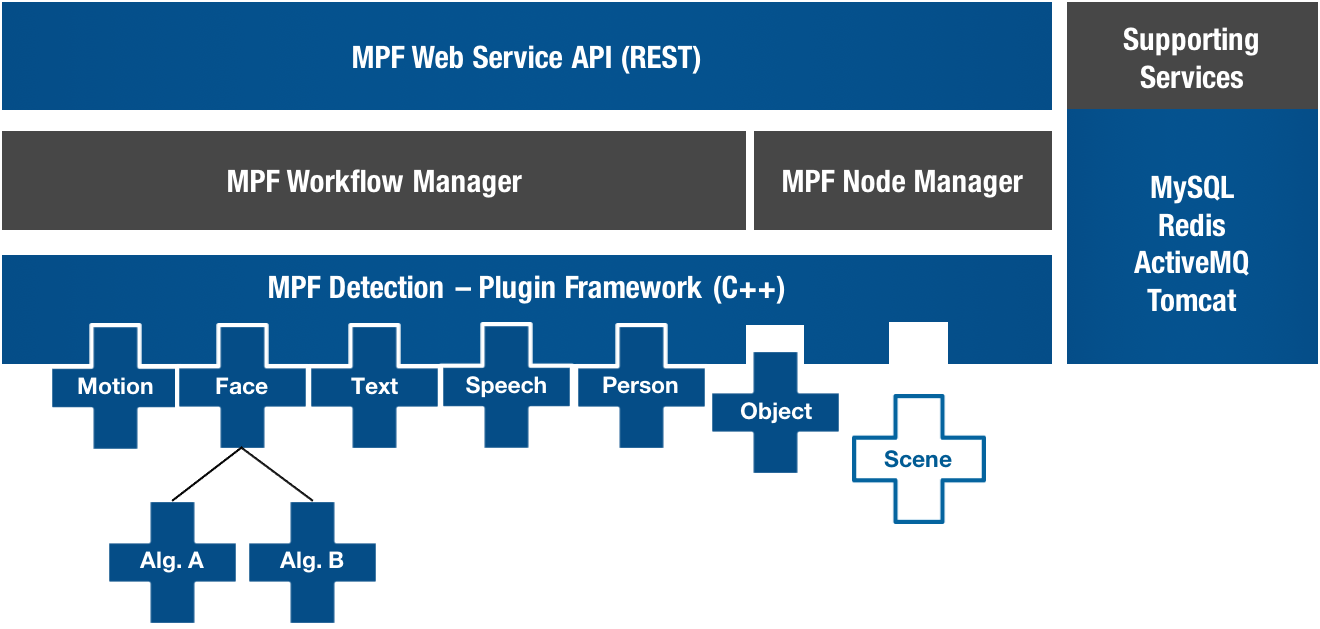 MPF Web Service API (REST)
Supporting
Services
MPF Workflow Manager
MPF Node Manager
MySQL
Redis
ActiveMQ
Tomcat
MPF Detection – Plugin Framework (C++)
Motion
Face
Text
Speech
Person
Object
Scene
Alg. A
Alg. B